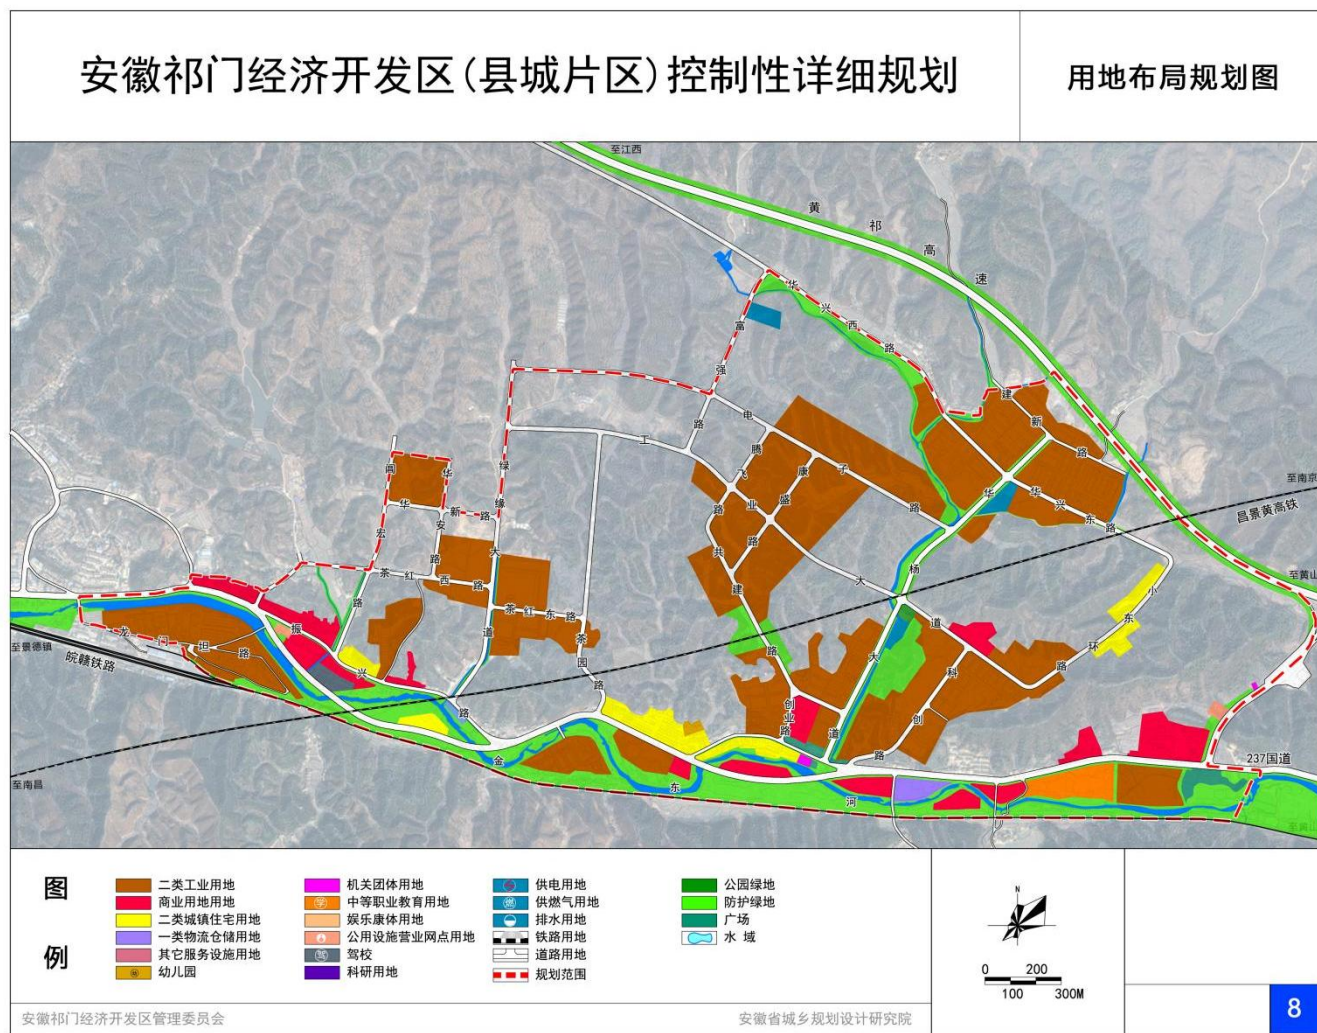 安徽祁门经济开发区(县城片区)控制性详细规划
用地布局规划图
至江西
黄祁高速
华兴西路
富强路
建新路
电子路
工业大道
腾飞路
康盛路
华兴东路
至南京
昌景黄高铁
至黄山
阊宏路
华安路
华新路
绿缘大道
茶红西路
茶红东路
茶园路
共建路
华杨大道
科创路
小东环路
创业路
龙门坦路
振兴路
至景德镇
皖赣铁路
至南昌
金东河
237国道
至黄山
图例
二类工业用地
商业用地用地
二类城镇住宅用地
一类物流仓储用地
其它服务设施用地
幼儿园
机关团体用地
中等职业教育用地
娱乐康体用地
公用设施营业网点用地
驾校
科研用地
供电用地
供燃气用地
排水用地
铁路用地
道路用地
规划范围
公园绿地
防护绿地
广场
水 域
N
0 200
100 300M
安徽祁门经济开发区管理委员会
安徽省城乡规划设计研究院
8